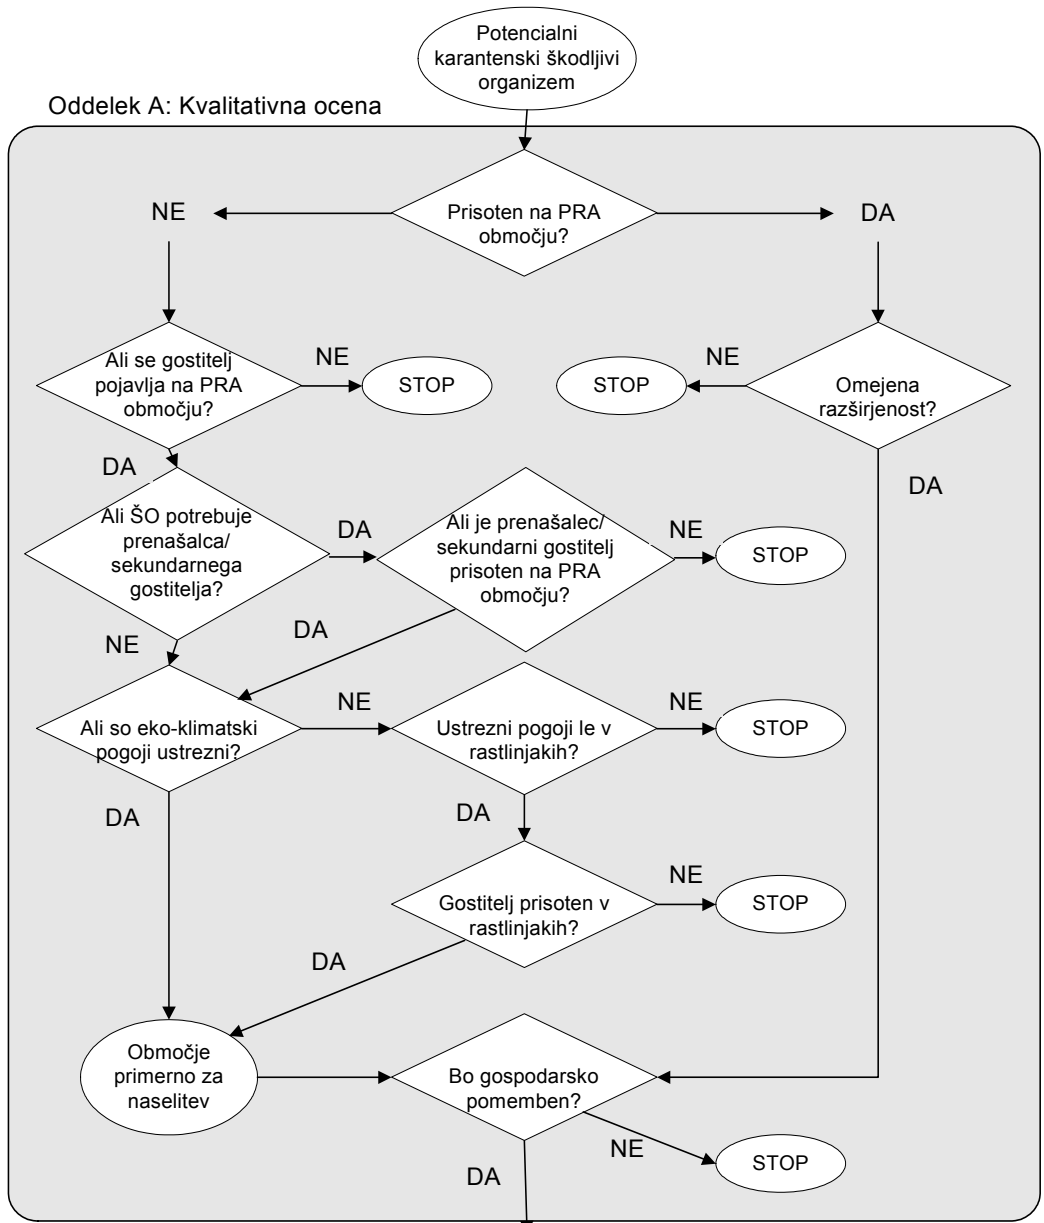 Potencialni
karantenski škodljivi
organizem
Oddelek A: Kvalitativna ocena
Prisoten na PRA
območju?
NE
DA
Ali se gostitelj
pojavlja na PRA
območju?
NE
STOP
STOP
NE
Omejena
razširjenost?
DA
DA
Ali ŠO potrebuje
prenašalca/
sekundarnega
gostitelja?
DA
Ali je prenašalec/
sekundarni gostitelj
prisoten na PRA
območju?
NE
STOP
NE
DA
Ali so eko-klimatski
pogoji ustrezni?
NE
Ustrezni pogoji le v
rastlinjakih?
NE
STOP
DA
DA
Gostitelj prisoten v
rastlinjakih?
NE
STOP
DA
Območje
primerno za
naselitev
Bo gospodarsko
pomemben?
NE
STOP
DA